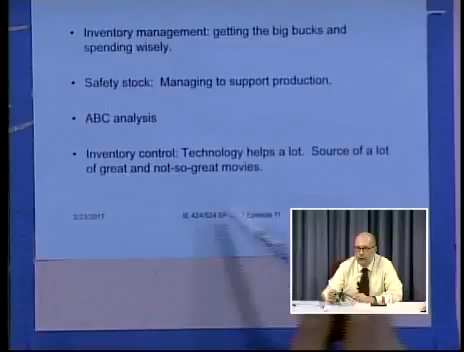 • Inventory management: getting the big bucks and
spending wisely.
• Safety stock: Managing to support production.
• ABC analysis
• Inventory control: Technology helps a lot. Source of a lot
of great and not-so-great movies.
2/23/2017
IE 424/524 Episode 11